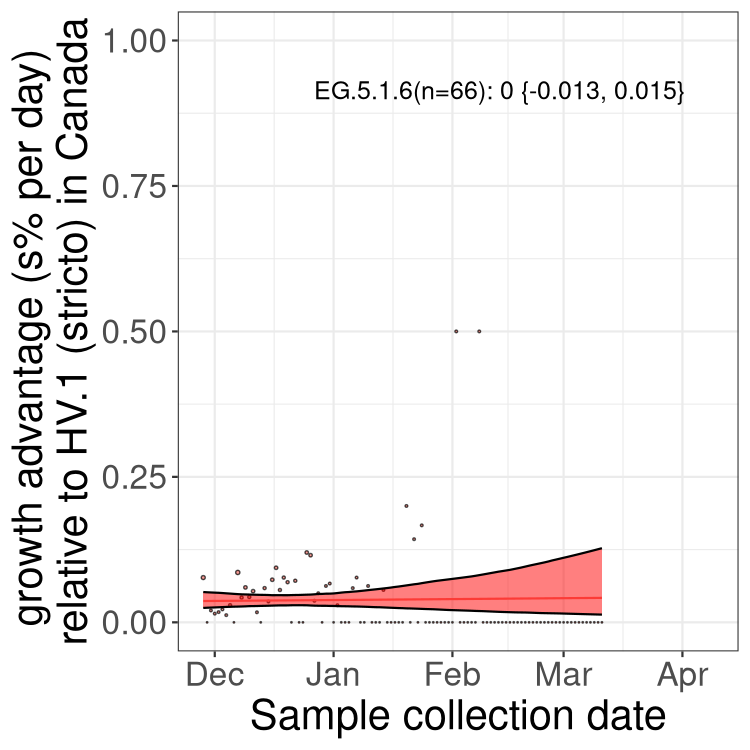 growth advantage (s% per day)
relative to HV.1 (stricto) in Canada
1.00
0.75
0.50
0.25
0.00
EG.5.1.6(n=66): 0 {-0.013, 0.015}
Dec
Jan
Feb
Mar
Apr
Sample collection date